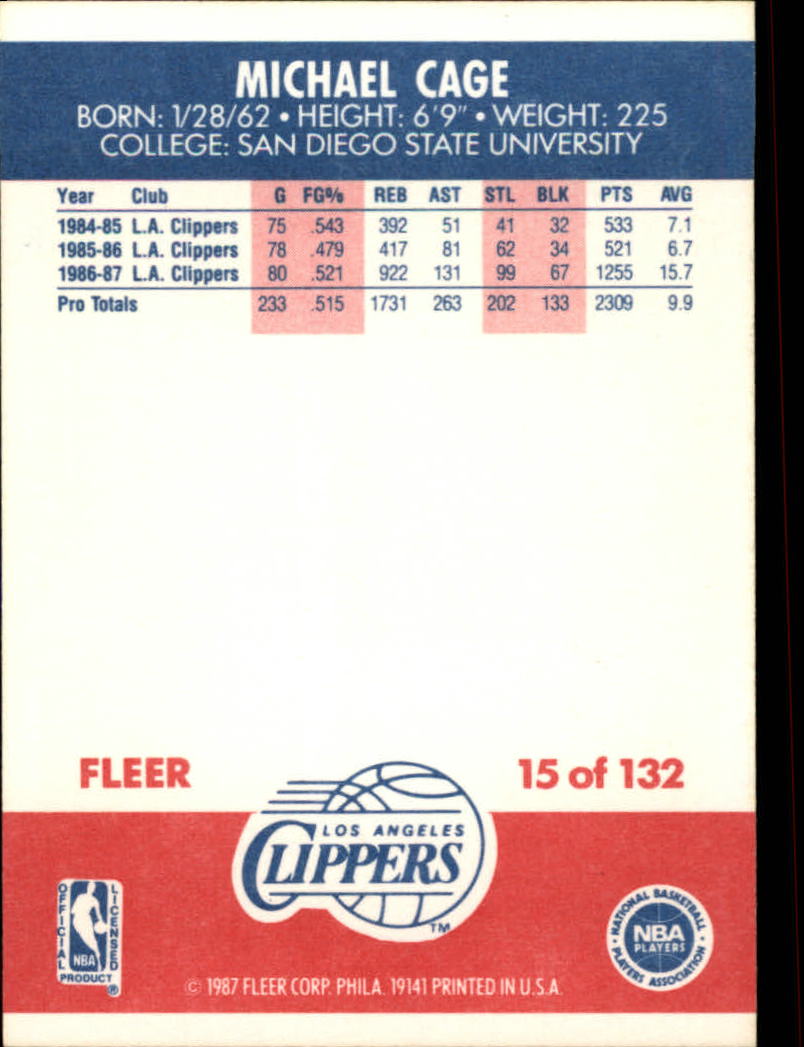 MICHAEL CAGE
BORN: 1/28/62 • HEIGHT: 6'9" • WEIGHT: 225
COLLEGE: SAN DIEGO STATE UNIVERSITY
Year Club G FG% REB AST STL BLK PTS AVG
1984-85 L.A. Clippers 75 .543 392 51 41 32 533 7.1
1985-86 L.A. Clippers 78 .479 417 81 62 34 521 6.7
1986-87 L.A. Clippers 80 .521 922 131 99 67 1255 15.7
Pro Totals 233 .515 1731 263 202 133 2309 9.9
FLEER 15 of 132
LOS ANGELES
CLIPPERS
TM
OFFICIAL LICENSED
NBA
PRODUCT ®
NATIONAL BASKETBALL
NBA
PLAYERS
PLAYERS ASSOCIATION
© 1987 FLEER CORP. PHILA. 19141 PRINTED IN U.S.A.